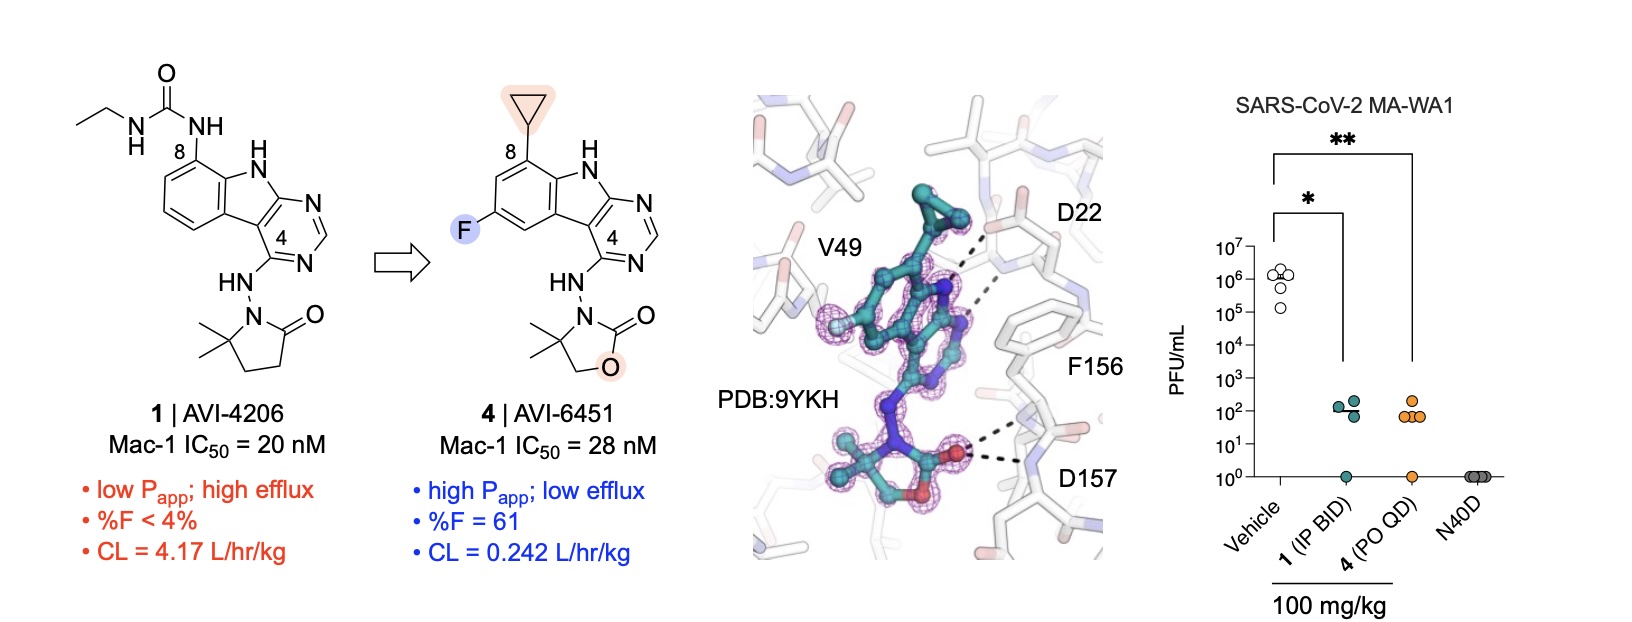 O
N
H
NH
8
H
N
N
N
4
HN
N
O
1 | AVI-4206
Mac-1 IC50 = 20 nM
• low Papp; high efflux
• %F < 4%
• CL = 4.17 L/hr/kg
8
H
N
N
F
4
N
HN
N
O
O
4 | AVI-6451
Mac-1 IC50 = 28 nM
• high Papp; low efflux
• %F = 61
• CL = 0.242 L/hr/kg
D22
V49
F156
PDB:9YKH
D157
SARS-CoV-2 MA-WA1
**
*
PFU/mL
10^7
10^6
10^5
10^4
10^3
10^2
10^1
10^0
Vehicle
1 (IP BID)
4 (PO QD)
N40D
100 mg/kg